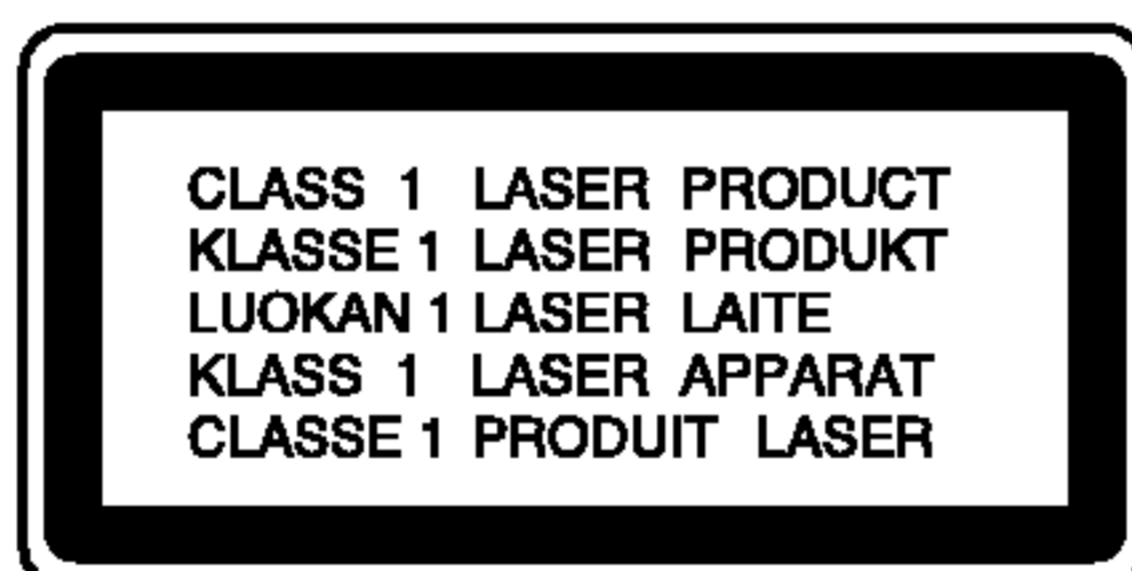 CLASS 1 LASER PRODUCT
KLASSE 1 LASER PRODUKT
LUOKAN 1 LASER LAITE
KLASS 1 LASER APPARAT
CLASSE 1 PRODUIT LASER